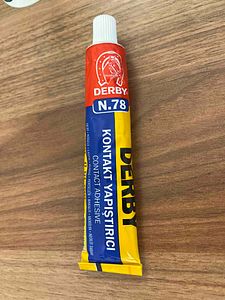 DERBY
N.78
DERBY
KONTAKT YAPIŞTIRICI
CONTACT ADHESIVE